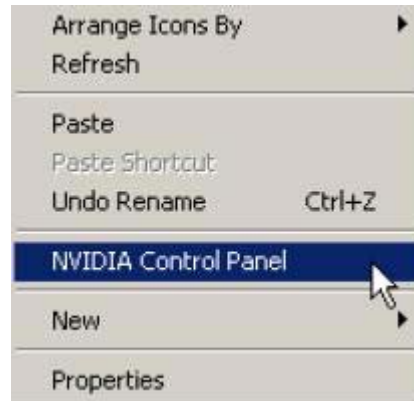 Arrange Icons By
Refresh
Paste
Paste Shortcut
Undo Rename Ctrl+Z
NVIDIA Control Panel
New
Properties